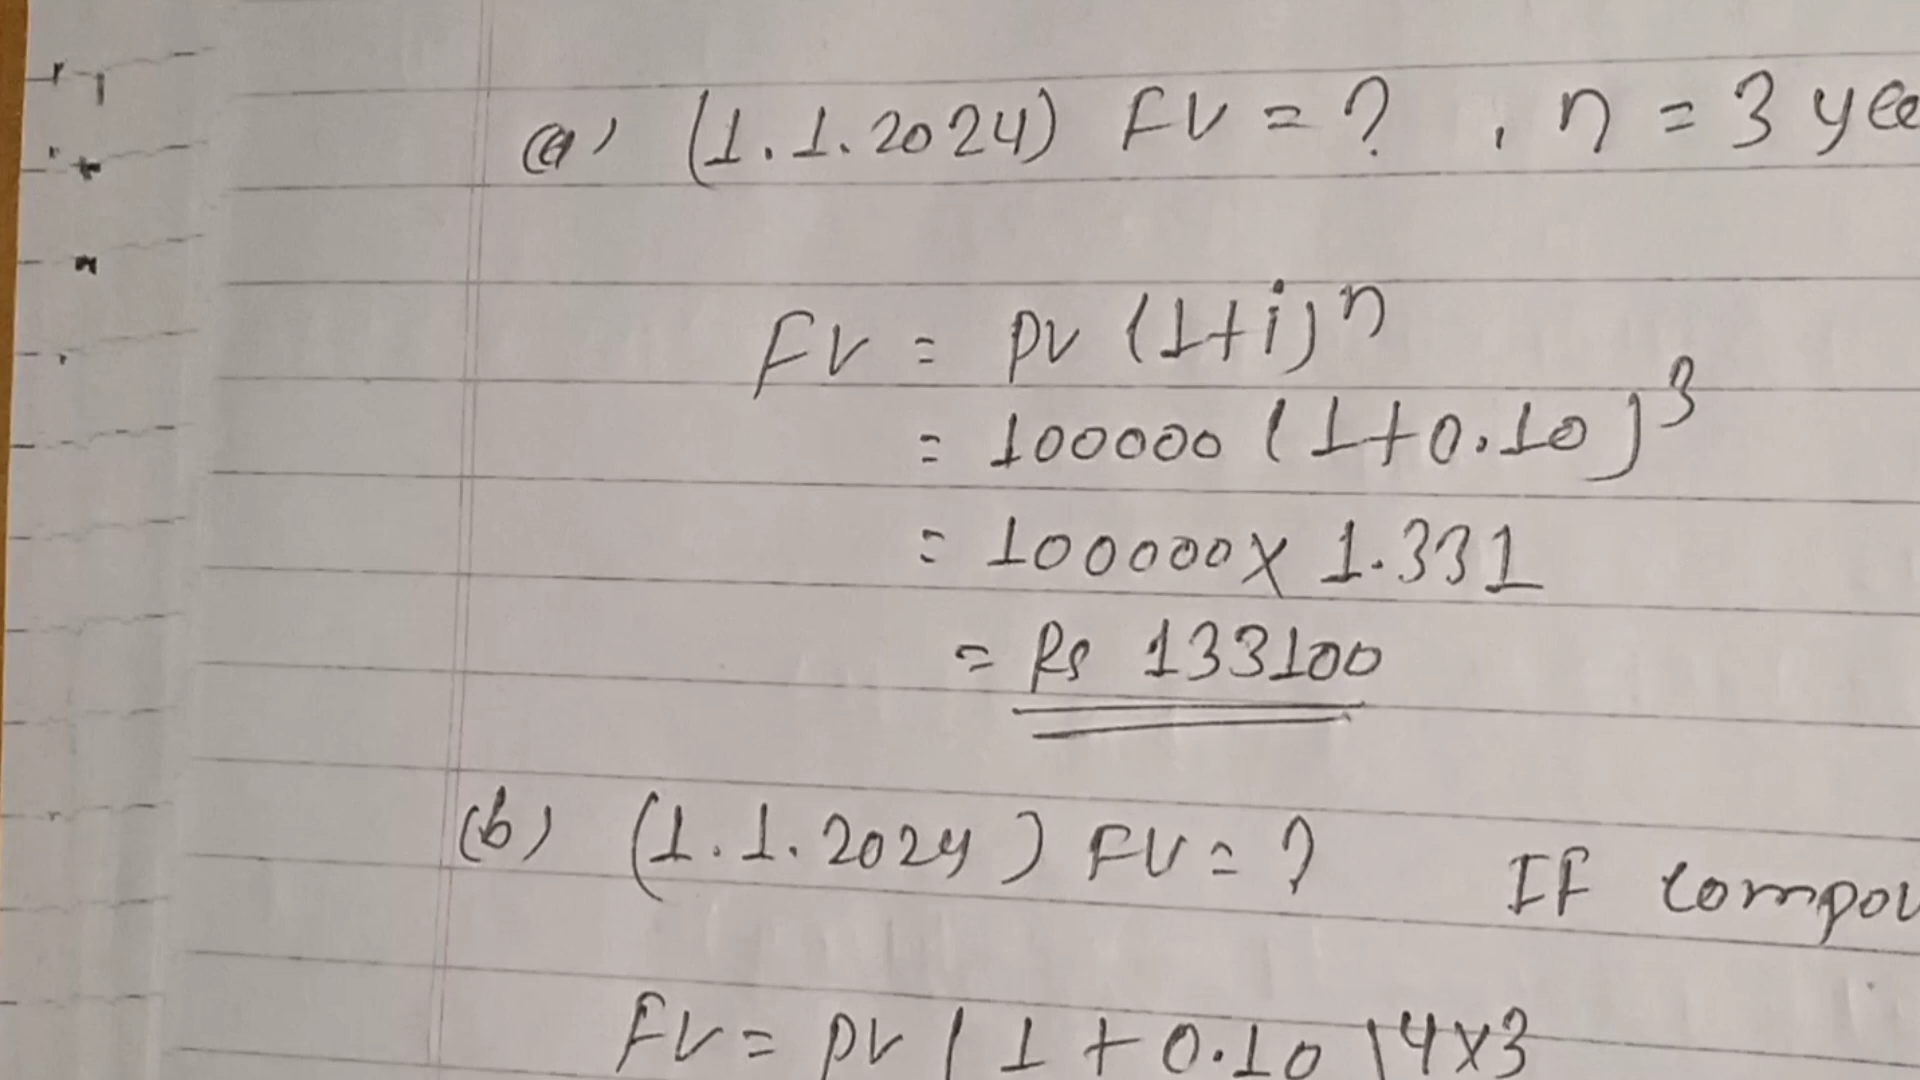 (a) (1.1.2024) FV = ? , n = 3 yea
FV = PV (1+i)^n
= 100000 (1+0.10)^3
= 100000 x 1.331
= Rs 133100
(b) (1.1.2024) FV = ? If compou
FV = PV ( 1 + 0.10 )4x3